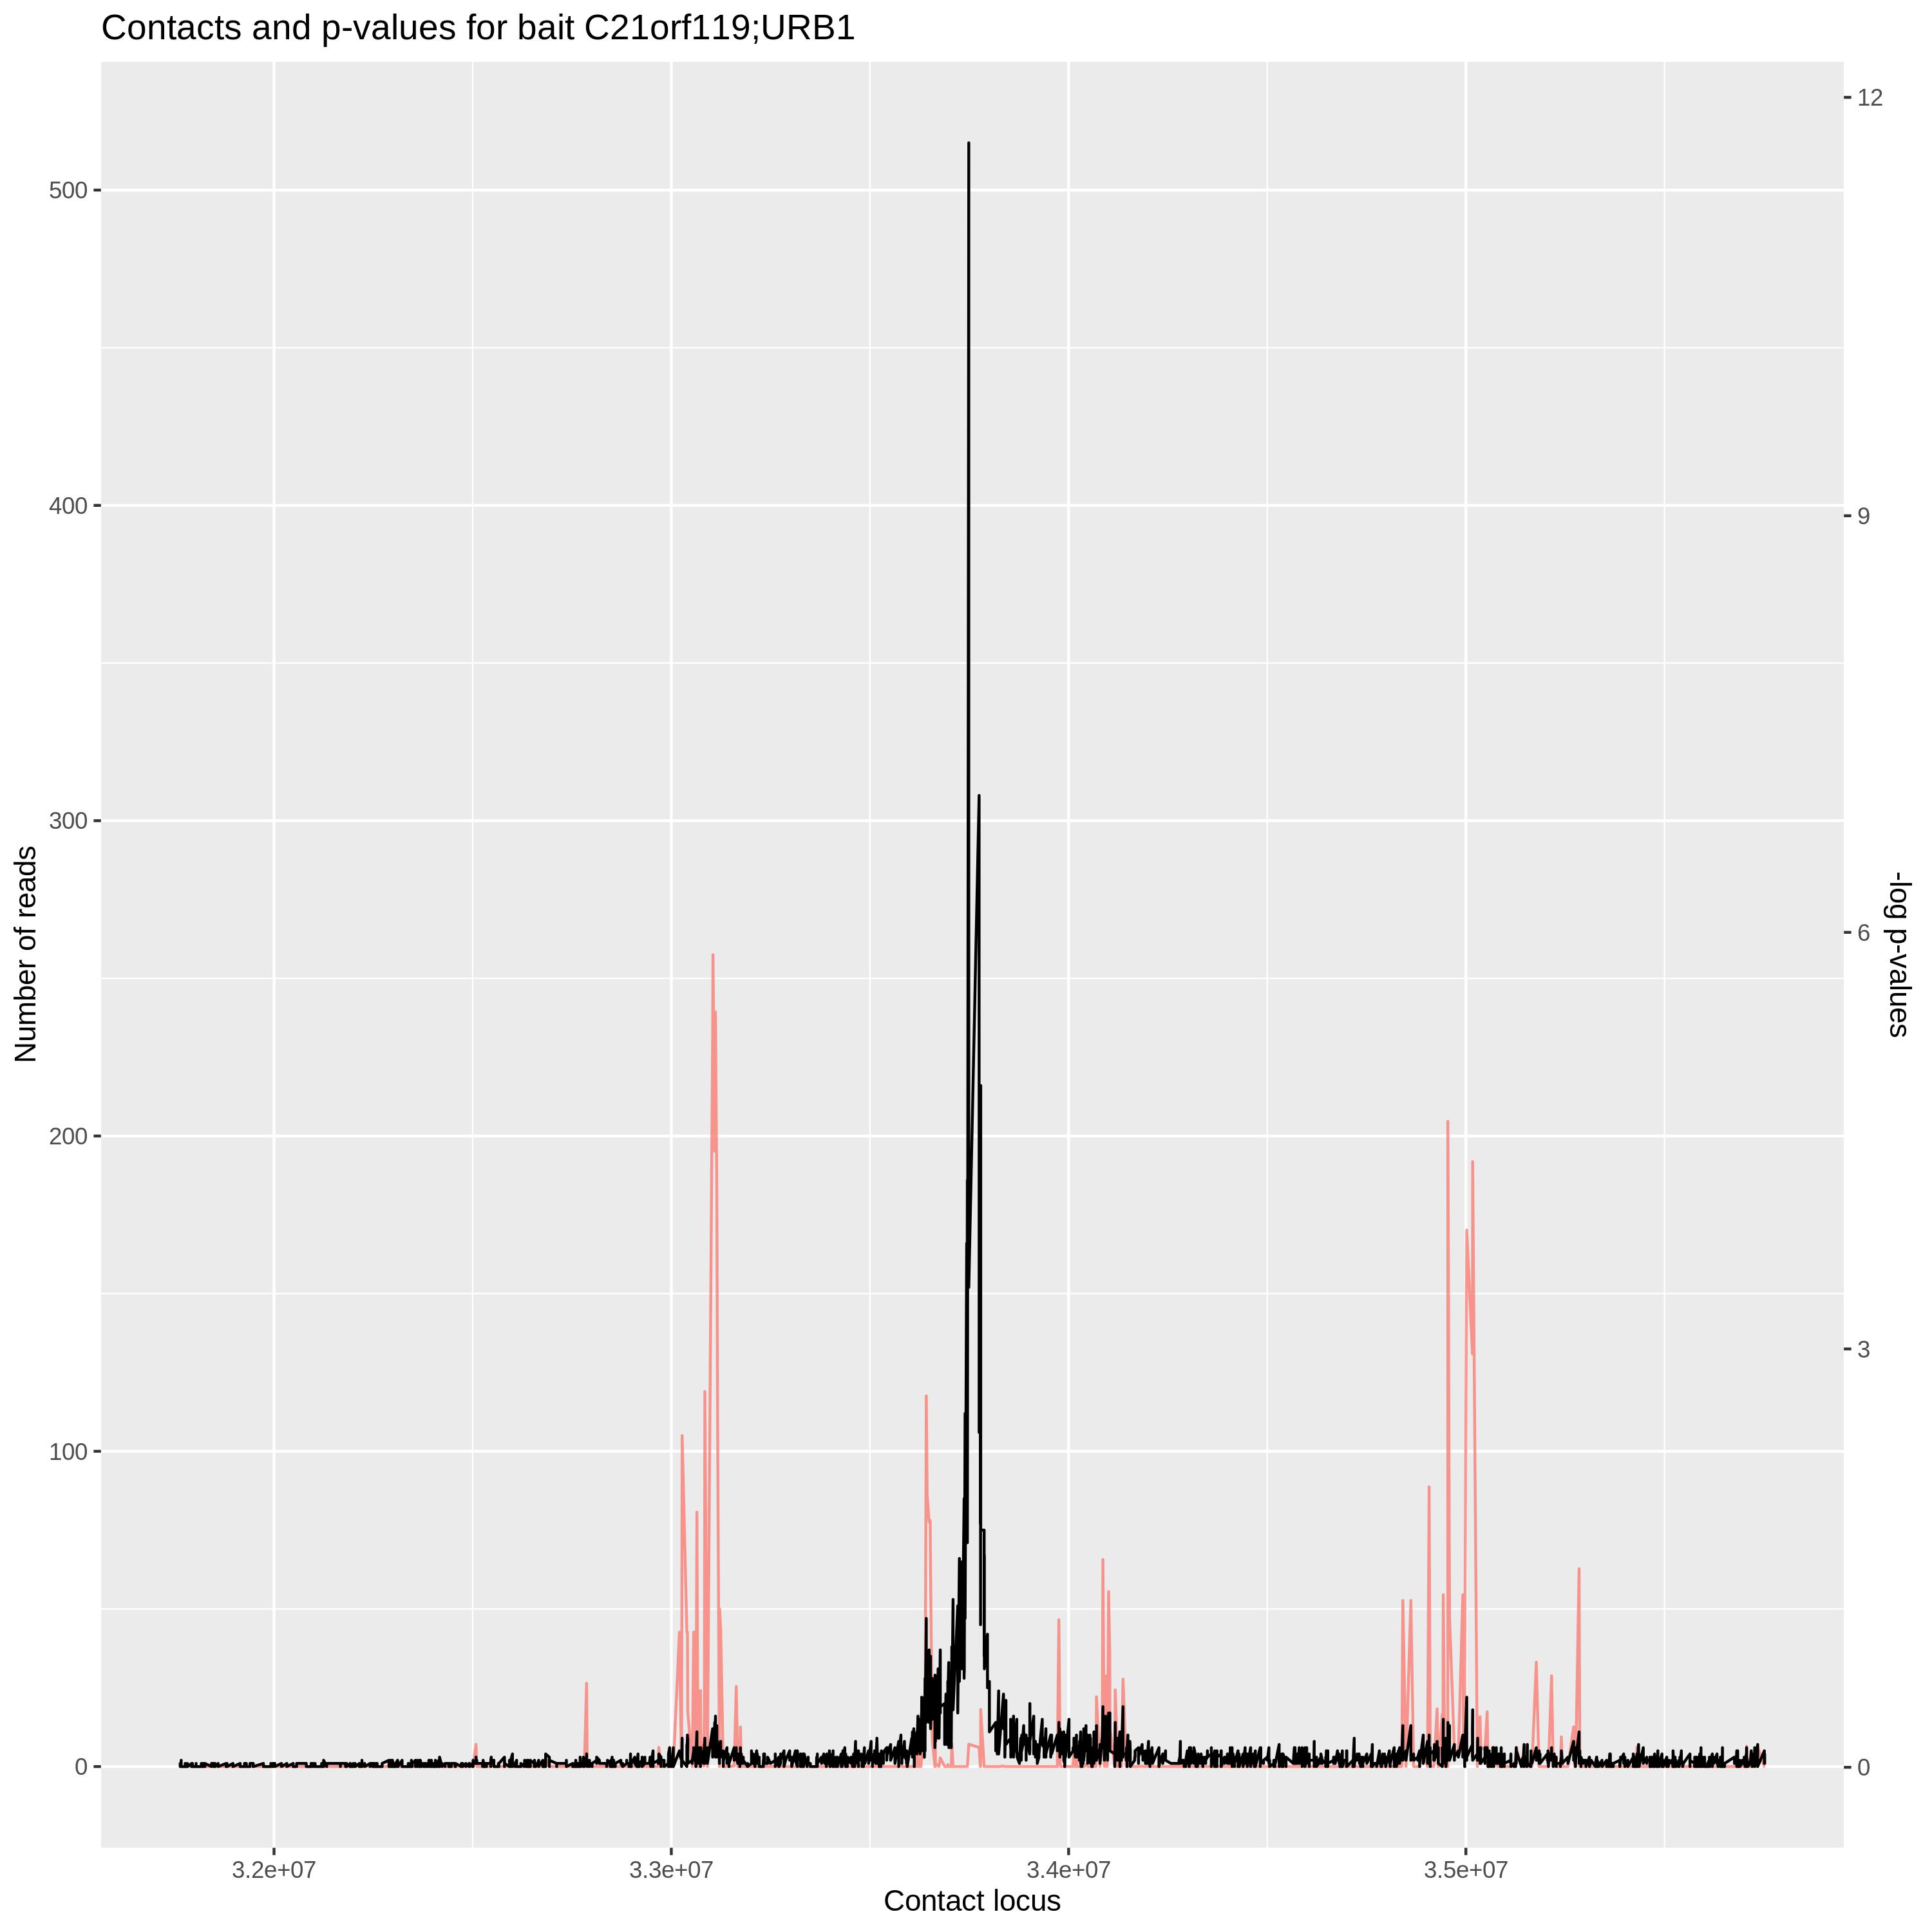 Contacts and p-values for bait C21orf119;URB1
500
400
300
200
100
0
Number of reads
12
9
6
3
0
-log p-values
3.2e+07 3.3e+07 3.4e+07 3.5e+07
Contact locus